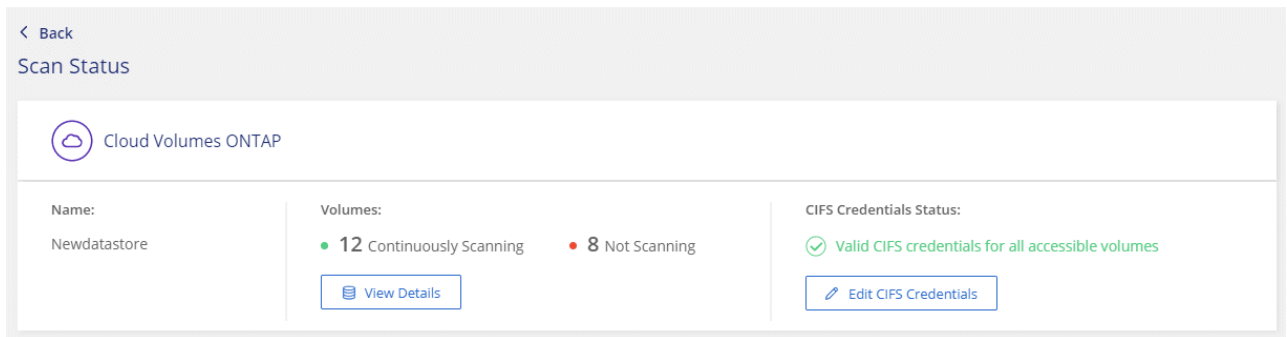 Back
Scan Status
Cloud Volumes ONTAP
Name:
Newdatastore
Volumes:
12 Continuously Scanning
8 Not Scanning
View Details
CIFS Credentials Status:
Valid CIFS credentials for all accessible volumes
Edit CIFS Credentials